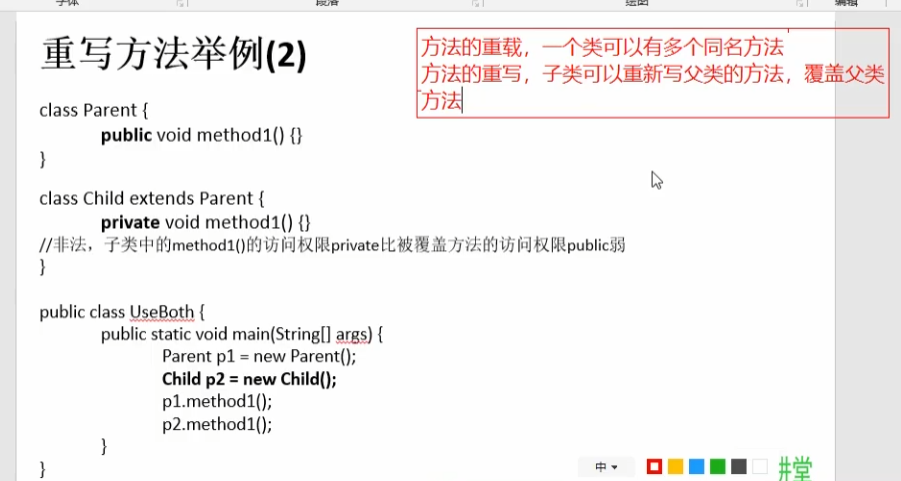 字体
段落
绘图
编辑
重写方法举例(2)
方法的重载，一个类可以有多个同名方法
方法的重写，子类可以重新写父类的方法，覆盖父类
方法
class Parent {
public void method1() {}
}
class Child extends Parent {
private void method1() {}
//非法，子类中的method1()的访问权限private比被覆盖方法的访问权限public弱
}
public class UseBoth {
public static void main(String[] args) {
Parent p1 = new Parent();
Child p2 = new Child();
p1.method1();
p2.method1();
}
}
中